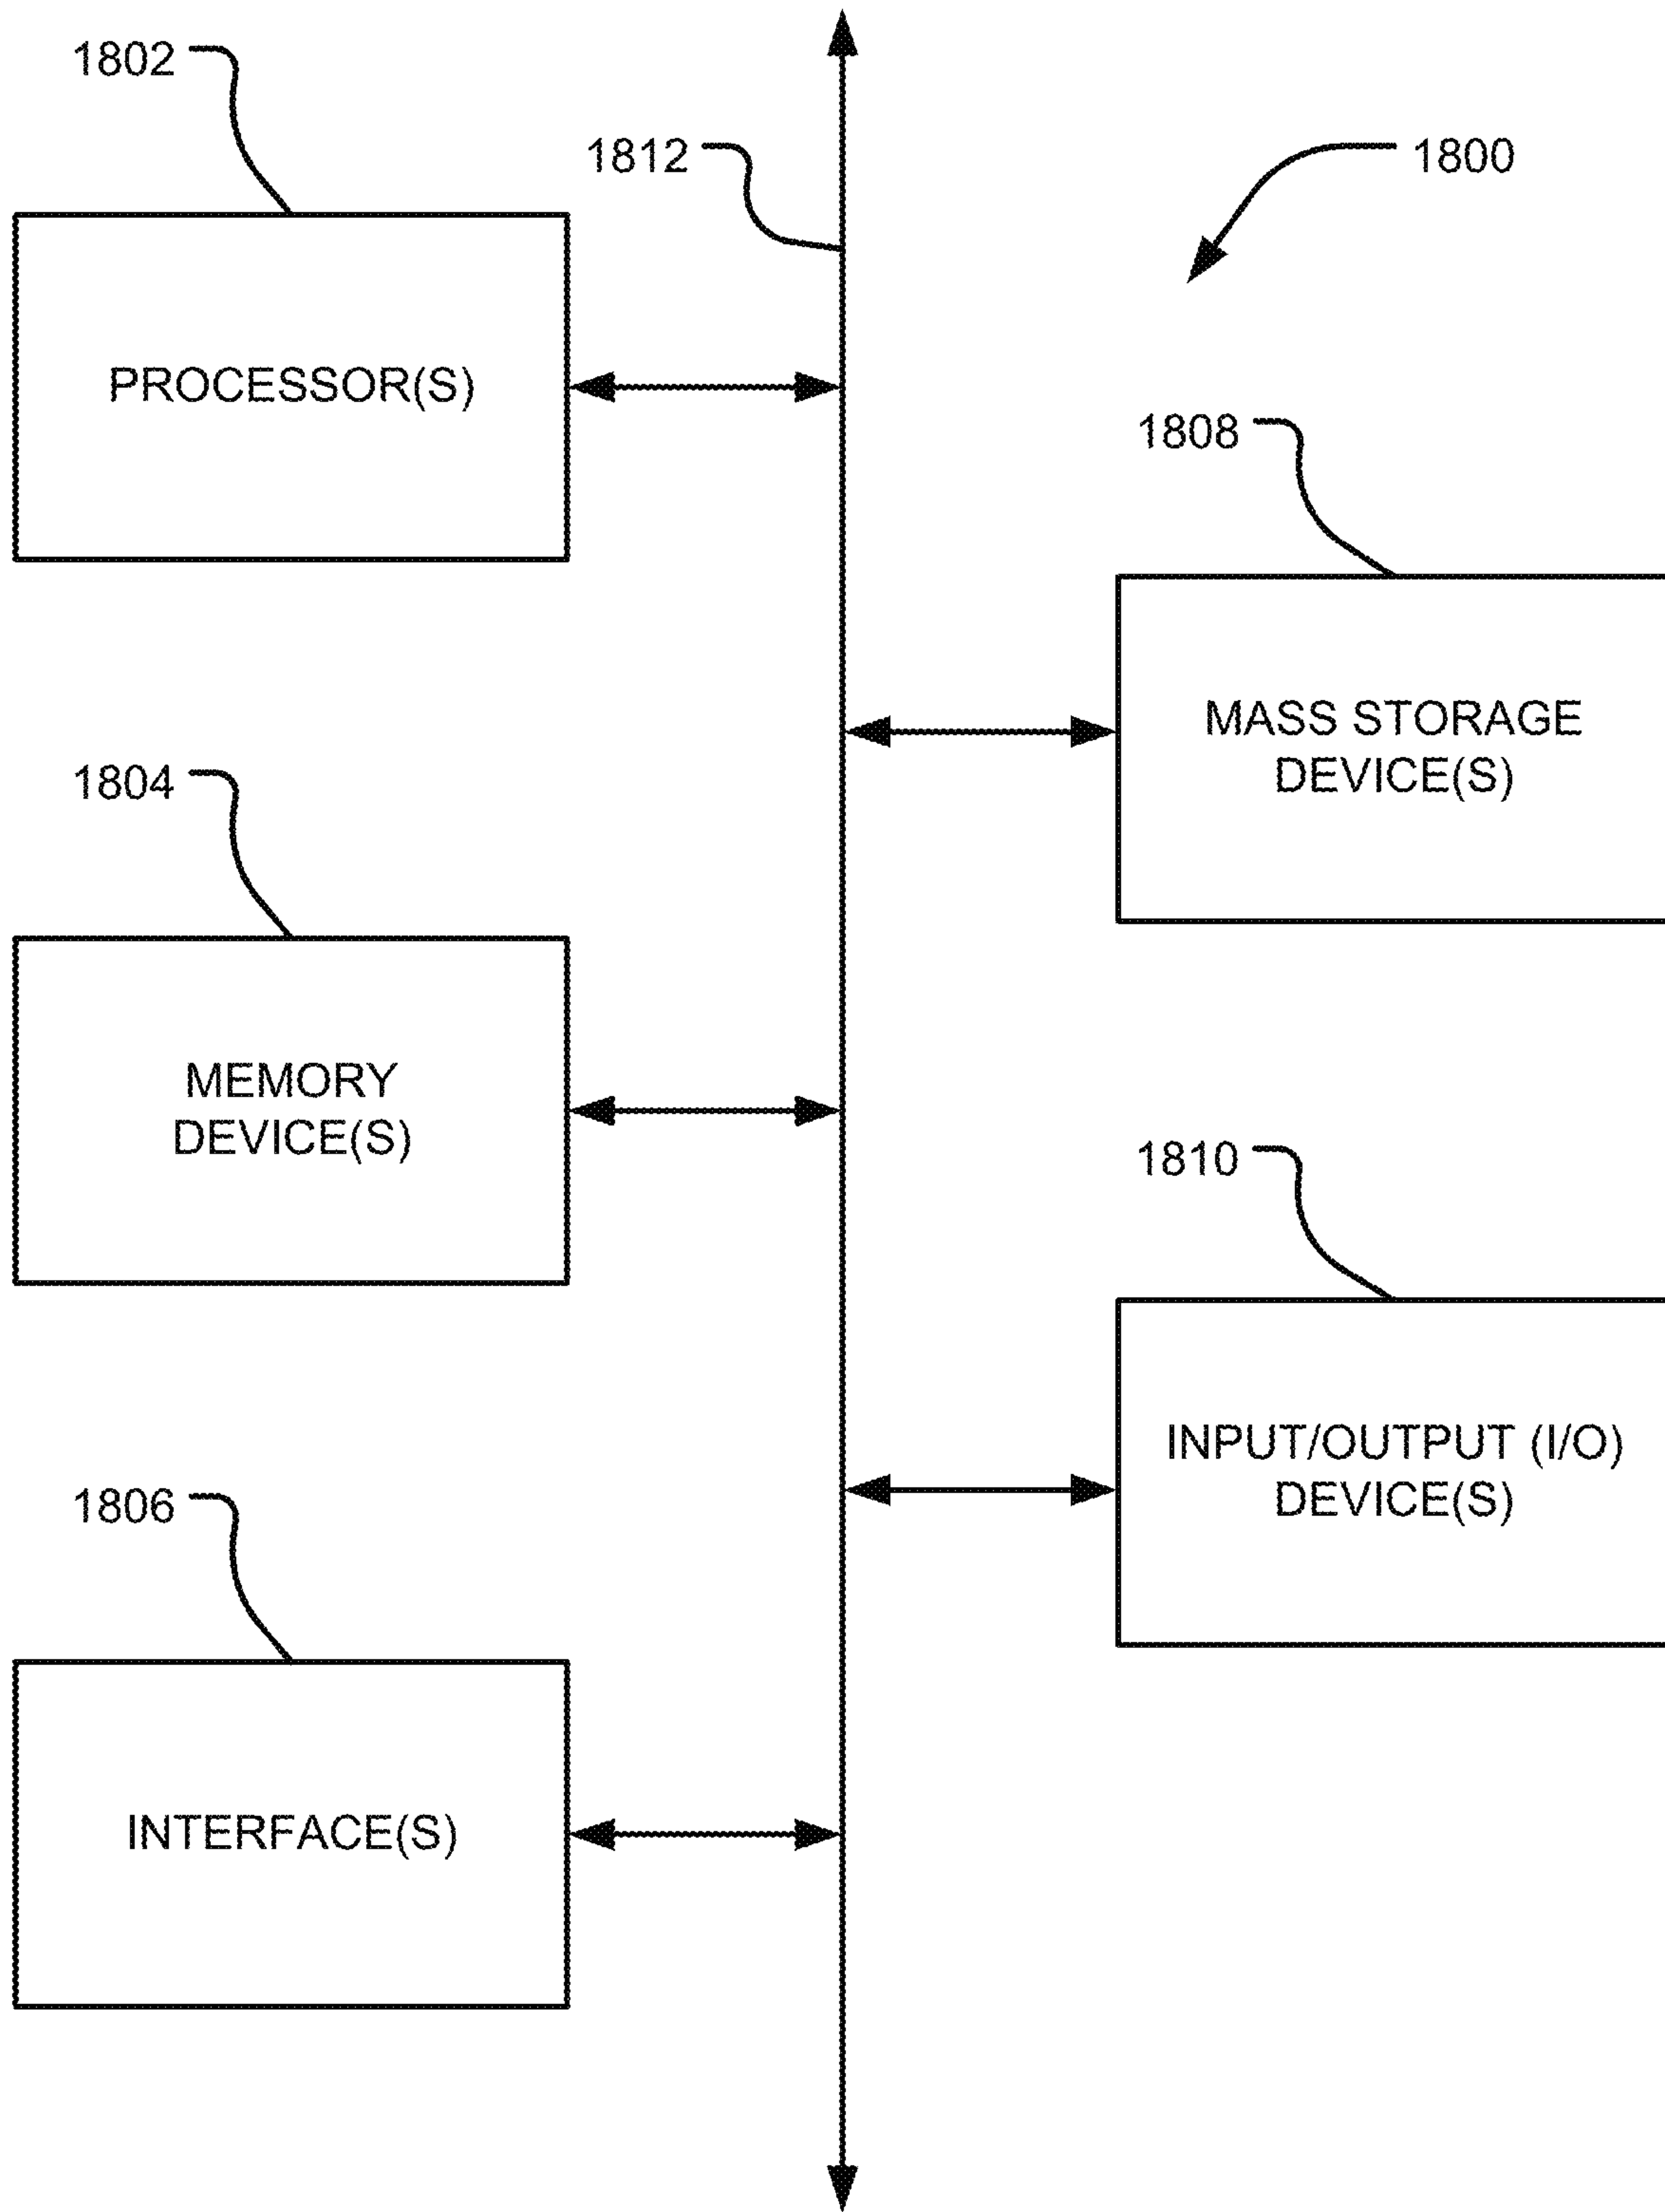 1802
1812
1800
PROCESSOR(S)
1808
MASS STORAGE
DEVICE(S)
1804
MEMORY
DEVICE(S)
1810
INPUT/OUTPUT (I/O)
DEVICE(S)
1806
INTERFACE(S)